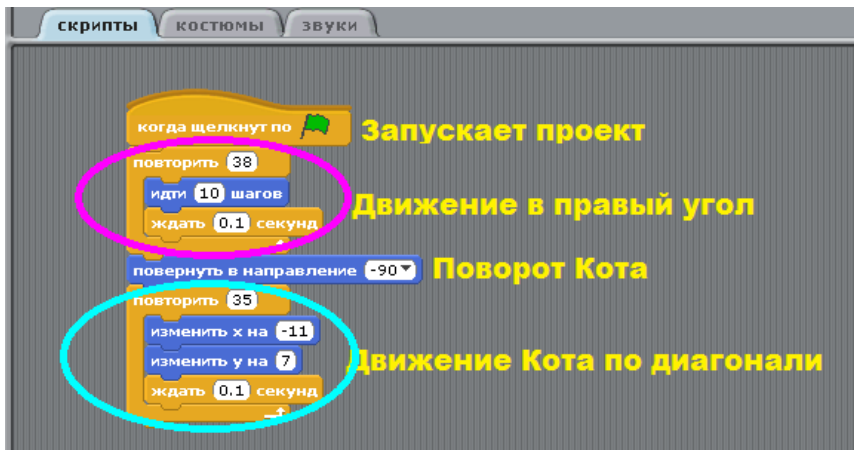 скрипты костюмы звуки
когда щелкнут по Запускает проект
повторить 38
идти 10 шагов
Движение в правый угол
ждать 0.1 секунд
повернуть в направление -90 Поворот Кота
повторить 35
изменить х на -11
изменить у на 7 Движение Кота по диагонали
ждать 0.1 секунд